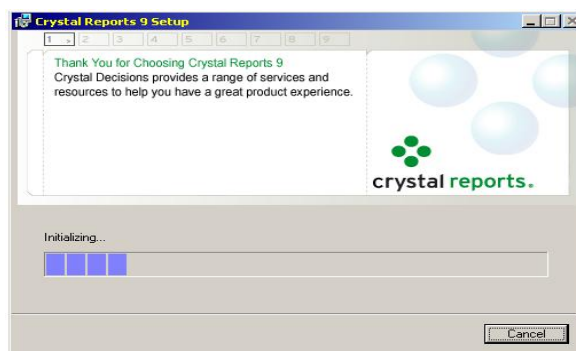 Crystal Reports 9 Setup
1 > 2 3 4 5 6 7 8 9
Thank You for Choosing Crystal Reports 9
Crystal Decisions provides a range of services and
resources to help you have a great product experience.
crystal reports.
Initializing...
Cancel